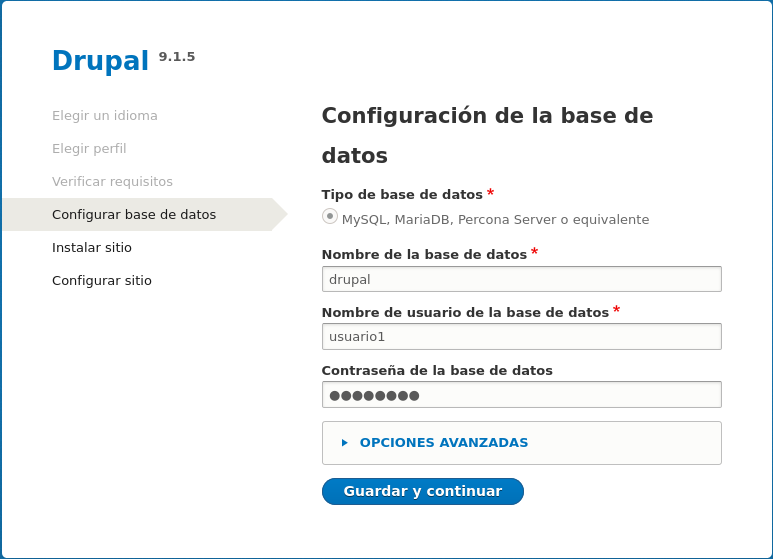 Drupal 9.1.5
Elegir un idioma
Elegir perfil
Verificar requisitos
Configurar base de datos
Instalar sitio
Configurar sitio
Configuración de la base de
datos
Tipo de base de datos *
MySQL, MariaDB, Percona Server o equivalente
Nombre de la base de datos *
drupal
Nombre de usuario de la base de datos *
usuario1
Contraseña de la base de datos
●●●●●●●●
OPCIONES AVANZADAS
Guardar y continuar